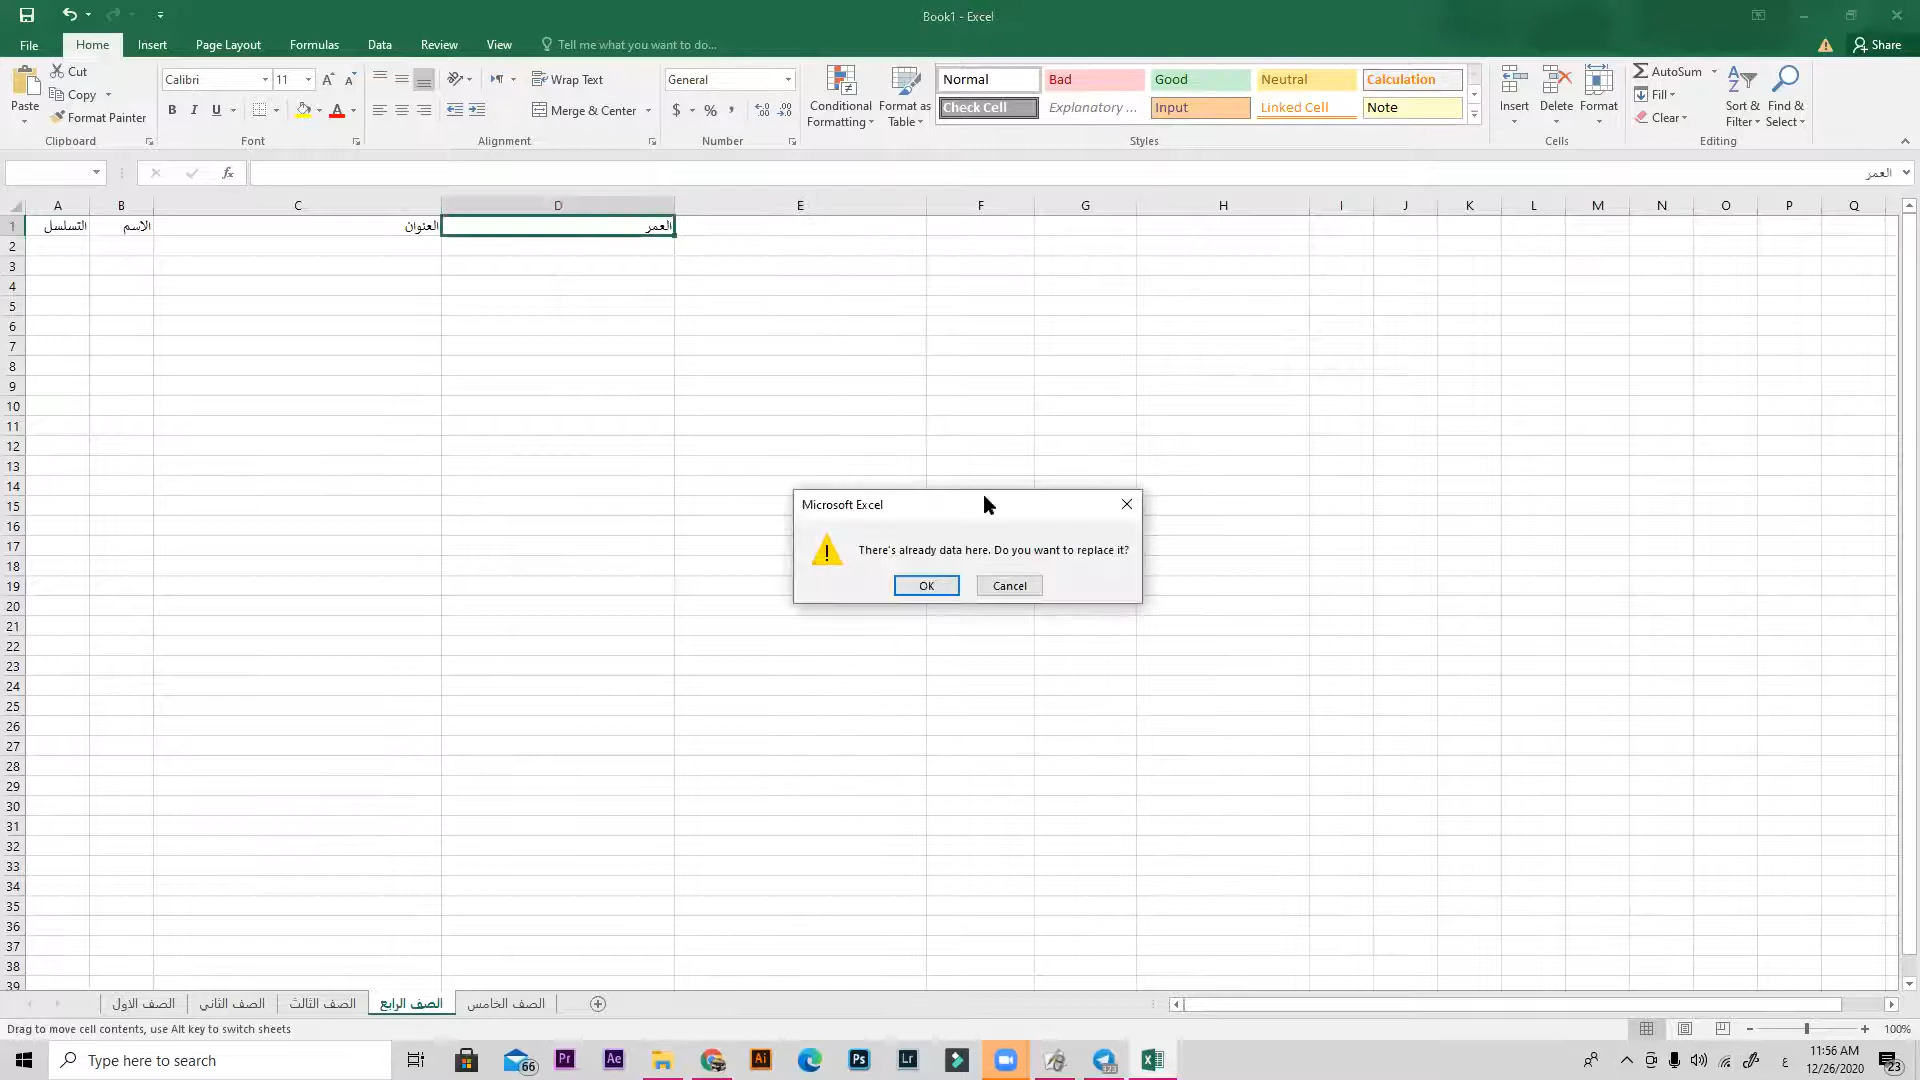 Book1 - Excel
File Home Insert Page Layout Formulas Data Review View Tell me what you want to do... Share
Paste
Cut
Copy
Format Painter
Clipboard
Calibri 11
B I U
Font
Wrap Text
Merge & Center
Alignment
General
$ %
Number
Conditional Formatting
Format as Table
Normal Bad Good Neutral Calculation
Check Cell Explanatory ... Input Linked Cell Note
Styles
Insert Delete Format
Cells
AutoSum
Fill
Clear
Sort & Filter
Find & Select
Editing
fx
العمر
A B C D E F G H I J K L M N O P Q
1 التسلسل الاسم العنوان العمر
2
3
4
5
6
7
8
9
10
11
12
13
14
15
16
17
18
19
20
21
22
23
24
25
26
27
28
29
30
31
32
33
34
35
36
37
38
39
Microsoft Excel
There's already data here. Do you want to replace it?
OK Cancel
الصف الاول الصف الثاني الصف الثالث الصف الرابع الصف الخامس
Drag to move cell contents, use Alt key to switch sheets
100%
Type here to search
66
Pr Ae Ai Ps Lr
ع
11:56 AM
12/26/2020
23